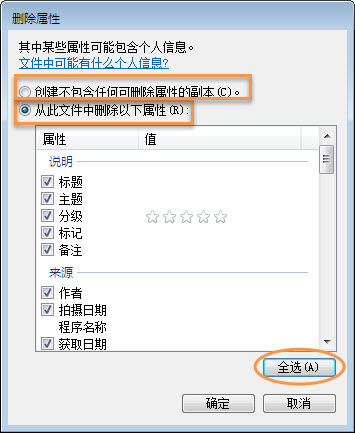 删除属性
其中某些属性可能包含个人信息。
文件中可能有什么个人信息?
创建不包含任何可删除属性的副本(C)。
从此文件中删除以下属性(R):
属性 值
说明
标题
主题
分级
标记
备注
来源
作者
拍摄日期
程序名称
获取日期
全选(A)
确定 取消